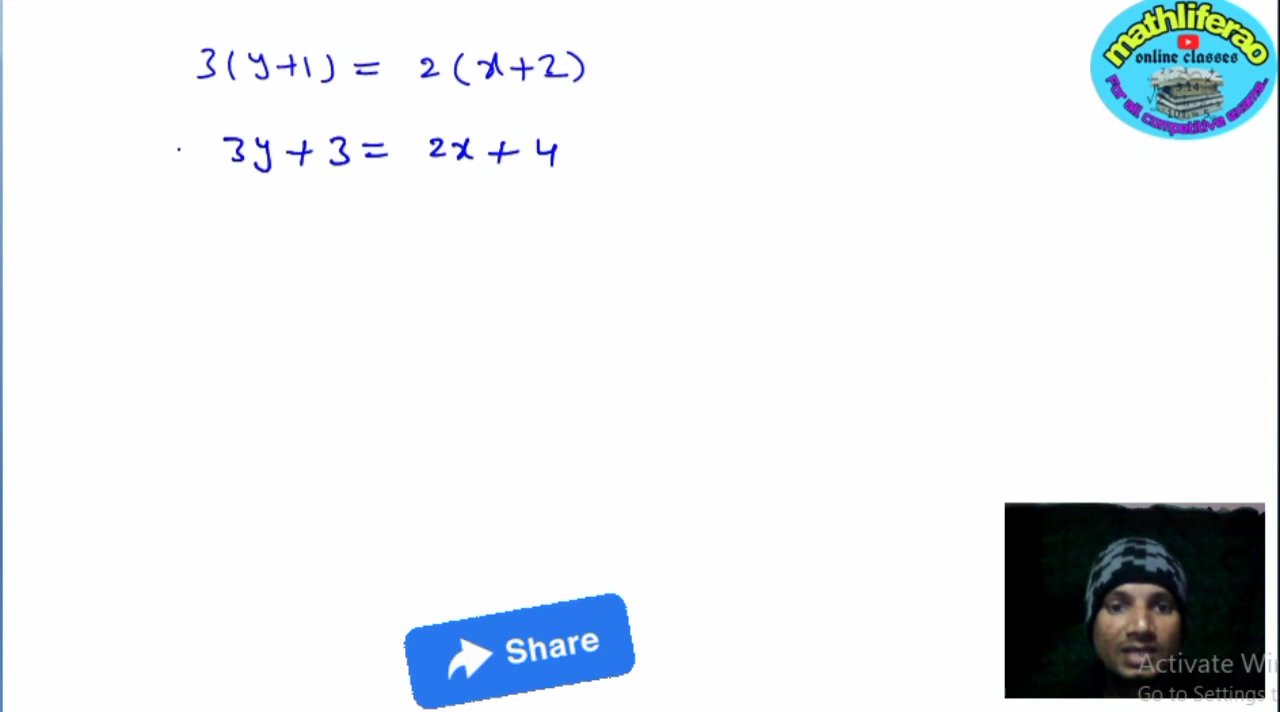 3(y+1) = 2(x+2)
3y+3 = 2x+4
mathliferao
online classes
For all competitive exams.
Share
Activate Wi
Go to Settings t